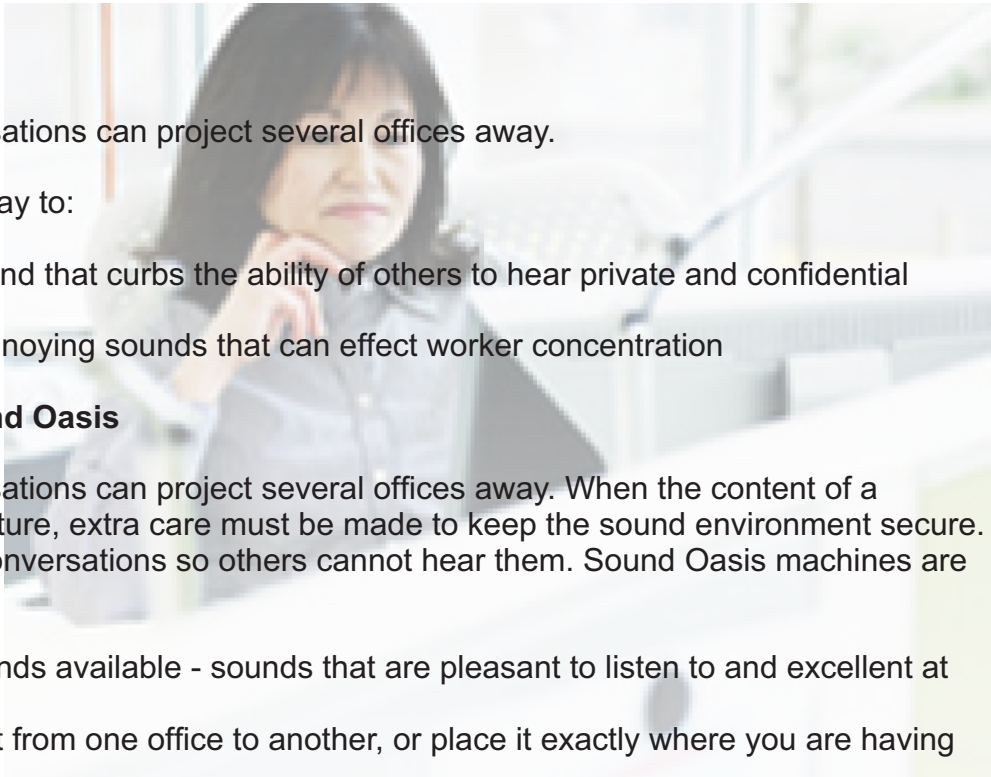 sations can project several offices away.
ay to:
nd that curbs the ability of others to hear private and confidential
nnoying sounds that can effect worker concentration
nd Oasis
sations can project several offices away. When the content of a
ture, extra care must be made to keep the sound environment secure.
onversations so others cannot hear them. Sound Oasis machines are
nds available - sounds that are pleasant to listen to and excellent at
t from one office to another, or place it exactly where you are having